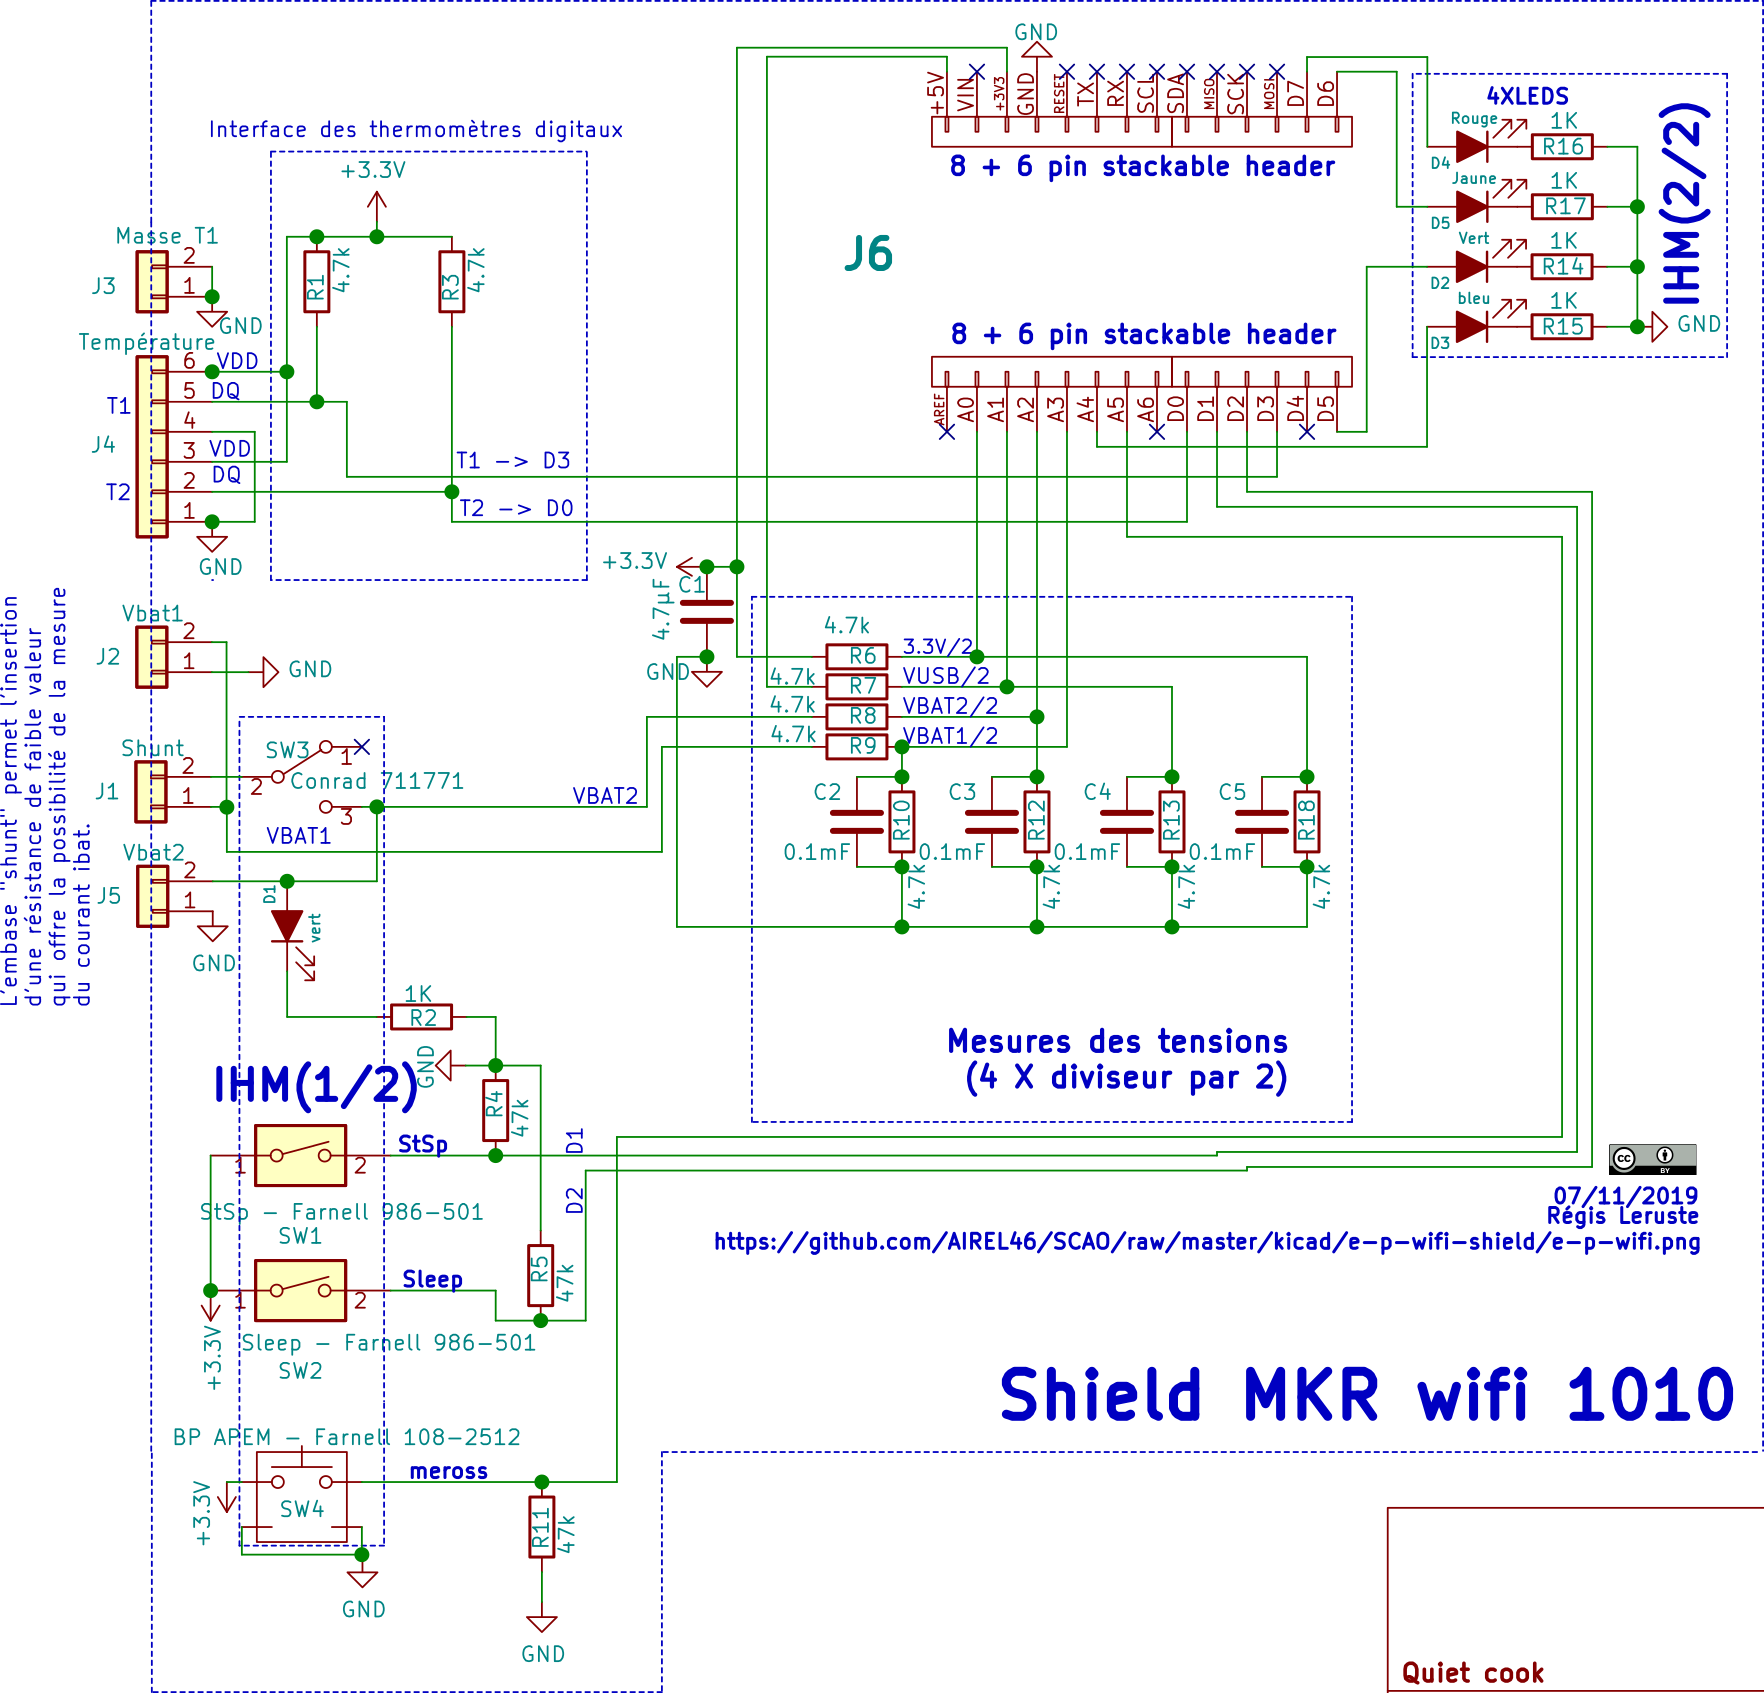 GND
+5V
VIN
+3V3
GND
RESET
TX
RX
SCL
SDA
MISO
SCK
MOSI
D7
D6
8 + 6 pin stackable header
J6
8 + 6 pin stackable header
AREF
A0
A1
A2
A3
A4
A5
A6
D0
D1
D2
D3
D4
D5
4XLEDS
IHM(2/2)
Rouge
1K
D4
R16
Jaune
1K
D5
R17
Vert
1K
D2
R14
bleu
1K
D3
R15
GND
Interface des thermomètres digitaux
+3.3V
R1
4.7k
R3
4.7k
Masse T1
J3
2
1
GND
Température
6
VDD
5
DQ
T1
4
J4
3
VDD
2
DQ
T2
1
GND
T1 -> D3
T2 -> D0
+3.3V
C1
4.7µF
GND
L'embase "shunt" permet l'insertion
d'une résistance de faible valeur
qui offre la possibilité de la mesure
du courant ibat.
Vbat1
J2
2
1
GND
Shunt
J1
2
1
SW3
1
2
3
Conrad 711771
VBAT2
VBAT1
Vbat2
J5
2
1
GND
D1
vert
1K
R2
GND
4.7k
R6
3.3V/2
4.7k
R7
VUSB/2
4.7k
R8
VBAT2/2
4.7k
R9
VBAT1/2
C2
R10
0.1mF
4.7k
C3
R12
0.1mF
4.7k
C4
R13
0.1mF
4.7k
C5
R18
0.1mF
4.7k
Mesures des tensions
(4 X diviseur par 2)
IHM(1/2)
R4
47k
StSp
1
2
D1
D2
StSp - Farnell 986-501
SW1
Sleep
1
2
+3.3V
R5
47k
Sleep - Farnell 986-501
SW2
BP APEM - Farnell 108-2512
meross
+3.3V
SW4
R11
47k
GND
GND
CC
BY
07/11/2019
Régis Leruste
https://github.com/AIREL46/SCAO/raw/master/kicad/e-p-wifi-shield/e-p-wifi.png
Shield MKR wifi 1010
Quiet cook